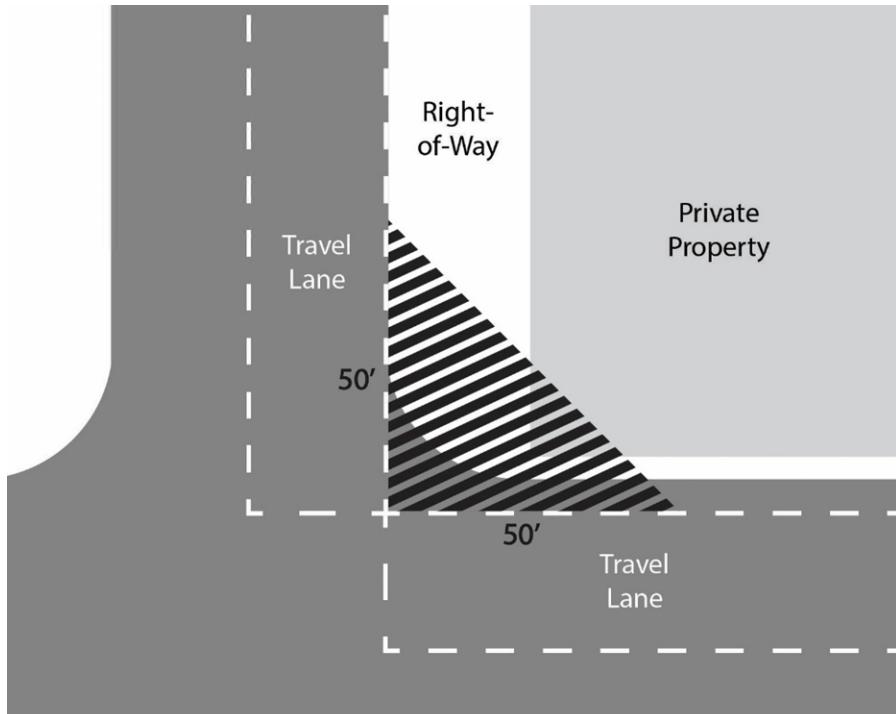 Right-
of-Way
Private
Property
Travel
Lane
50’
50’
Travel
Lane